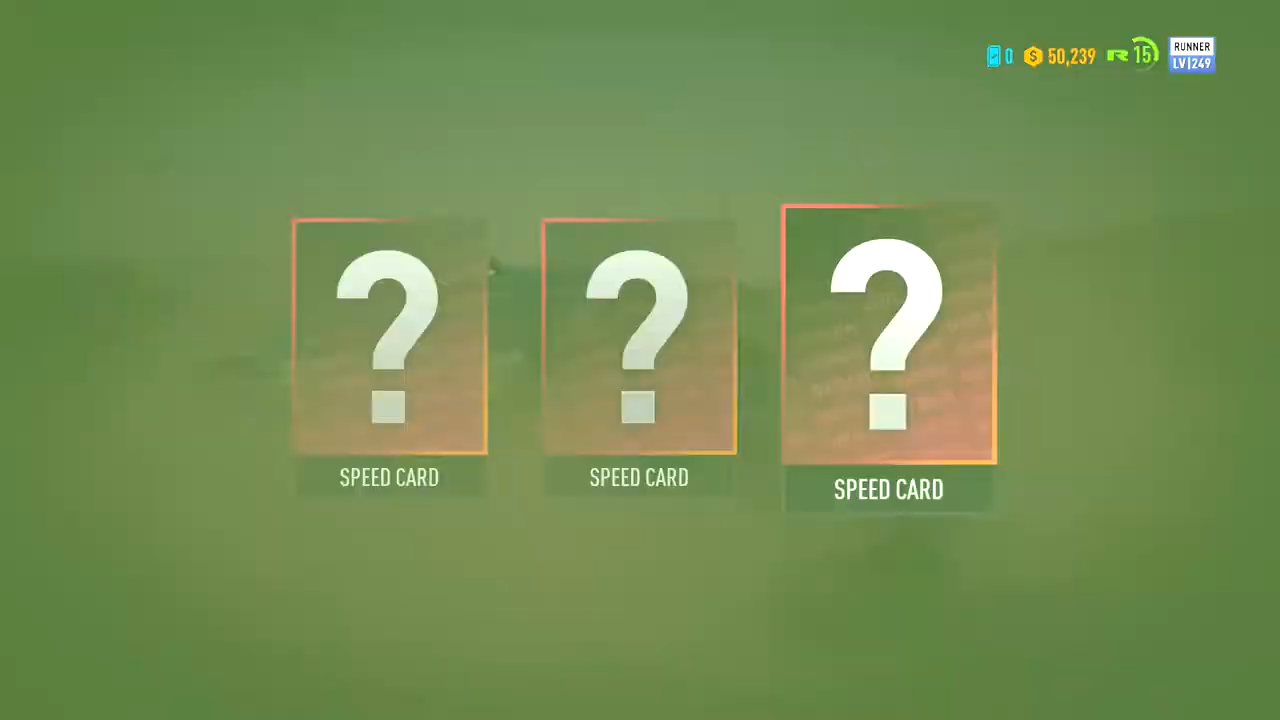 0 50,239 R 15 RUNNER
LV|249
? ? ?
SPEED CARD SPEED CARD SPEED CARD